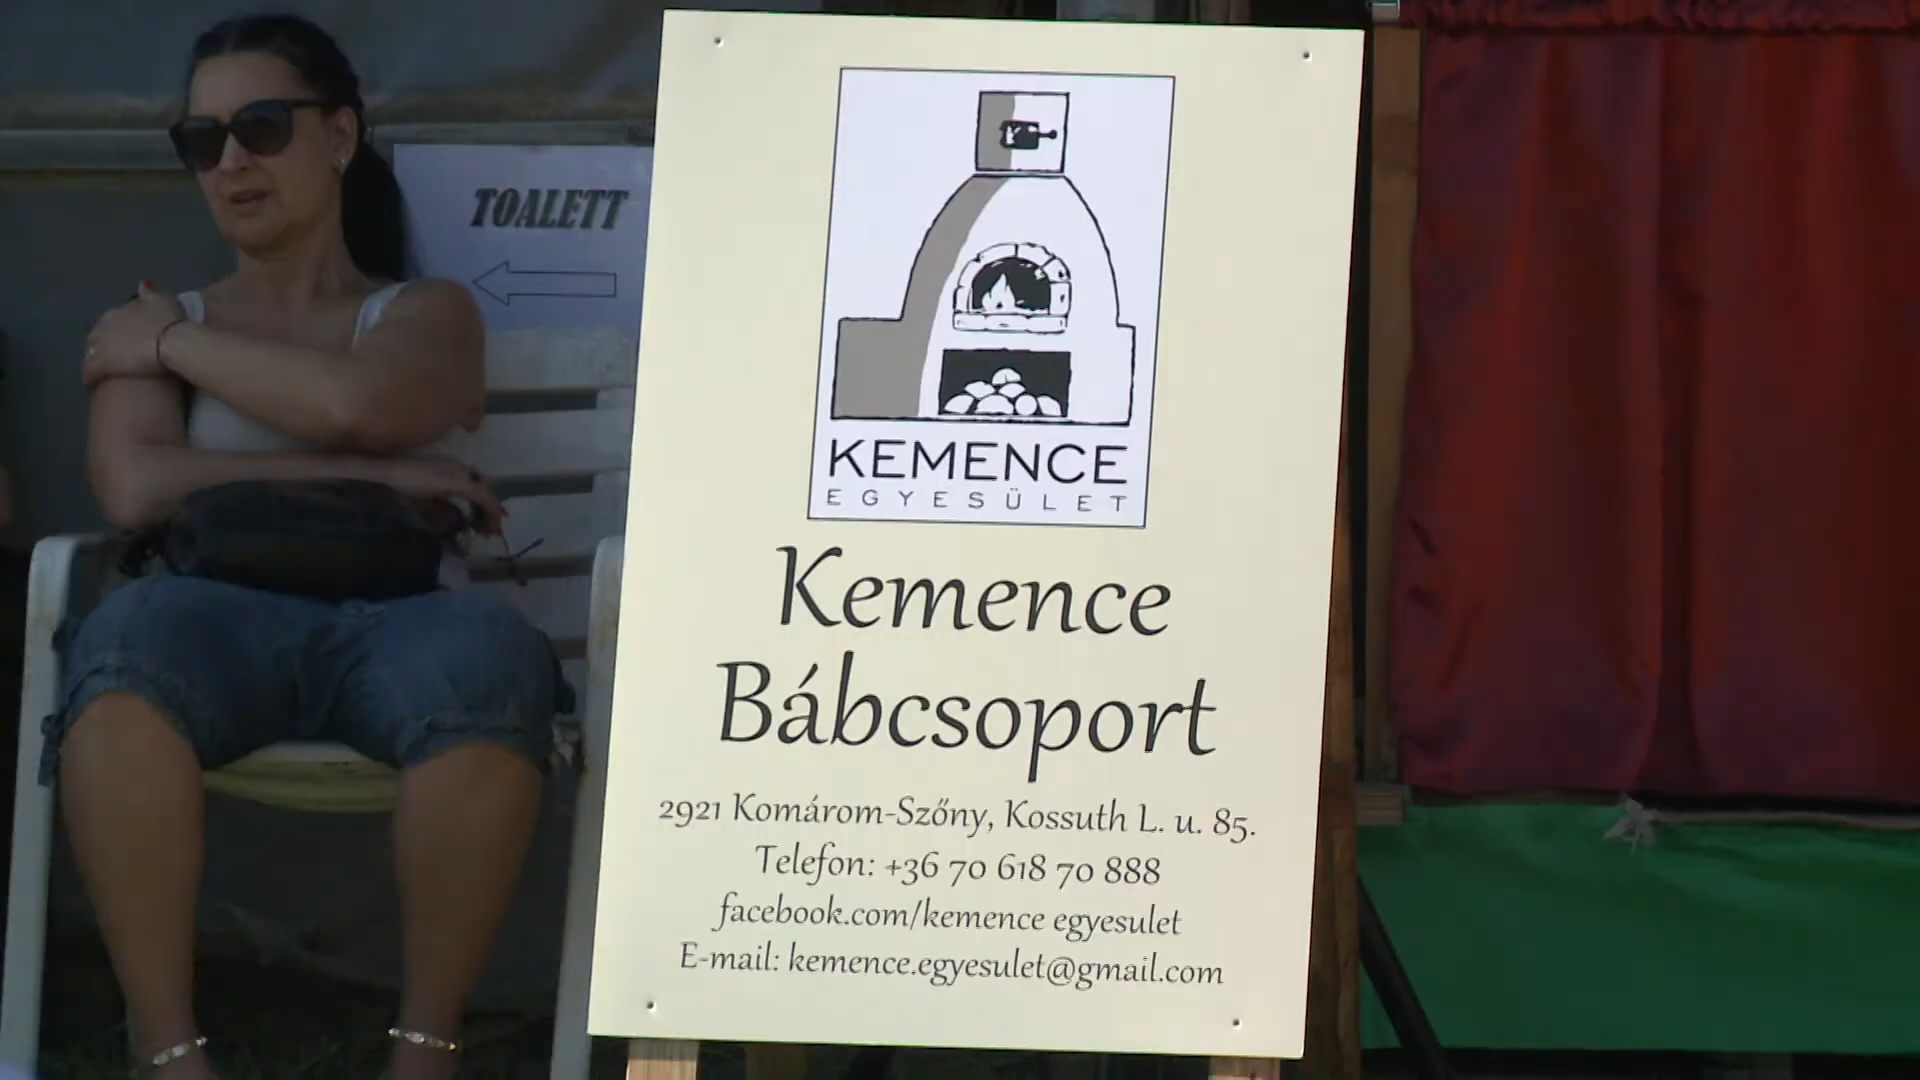 TOALETT
KEMENCE
EGYESÜLET
Kemence
Bábcsoport
2921 Komárom-Szőny, Kossuth L. u. 85.
Telefon: +36 70 618 70 888
facebook.com/kemence egyesulet
E-mail: kemence.egyesulet@gmail.com